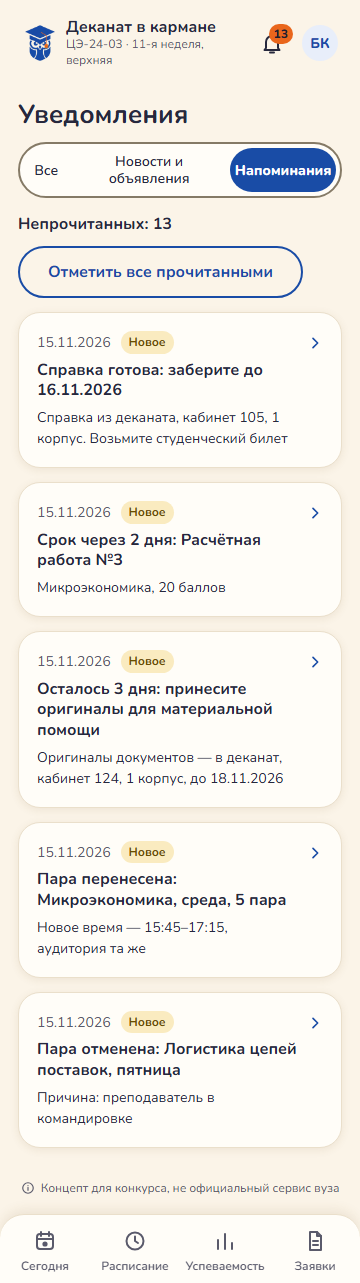 Деканат в кармане
ЦЭ-24-03 · 11-я неделя,
верхняя
13
БК
Уведомления
Все
Новости и
объявления
Напоминания
Непрочитанных: 13
Отметить все прочитанными
15.11.2026 Новое
Справка готова: заберите до
16.11.2026
Справка из деканата, кабинет 105, 1
корпус. Возьмите студенческий билет
15.11.2026 Новое
Срок через 2 дня: Расчётная
работа №3
Микроэкономика, 20 баллов
15.11.2026 Новое
Осталось 3 дня: принесите
оригиналы для материальной
помощи
Оригиналы документов — в деканат,
кабинет 124, 1 корпус, до 18.11.2026
15.11.2026 Новое
Пара перенесена:
Микроэкономика, среда, 5 пара
Новое время — 15:45–17:15,
аудитория та же
15.11.2026 Новое
Пара отменена: Логистика цепей
поставок, пятница
Причина: преподаватель в
командировке
Концепт для конкурса, не официальный сервис вуза
Сегодня
Расписание
Успеваемость
Заявки